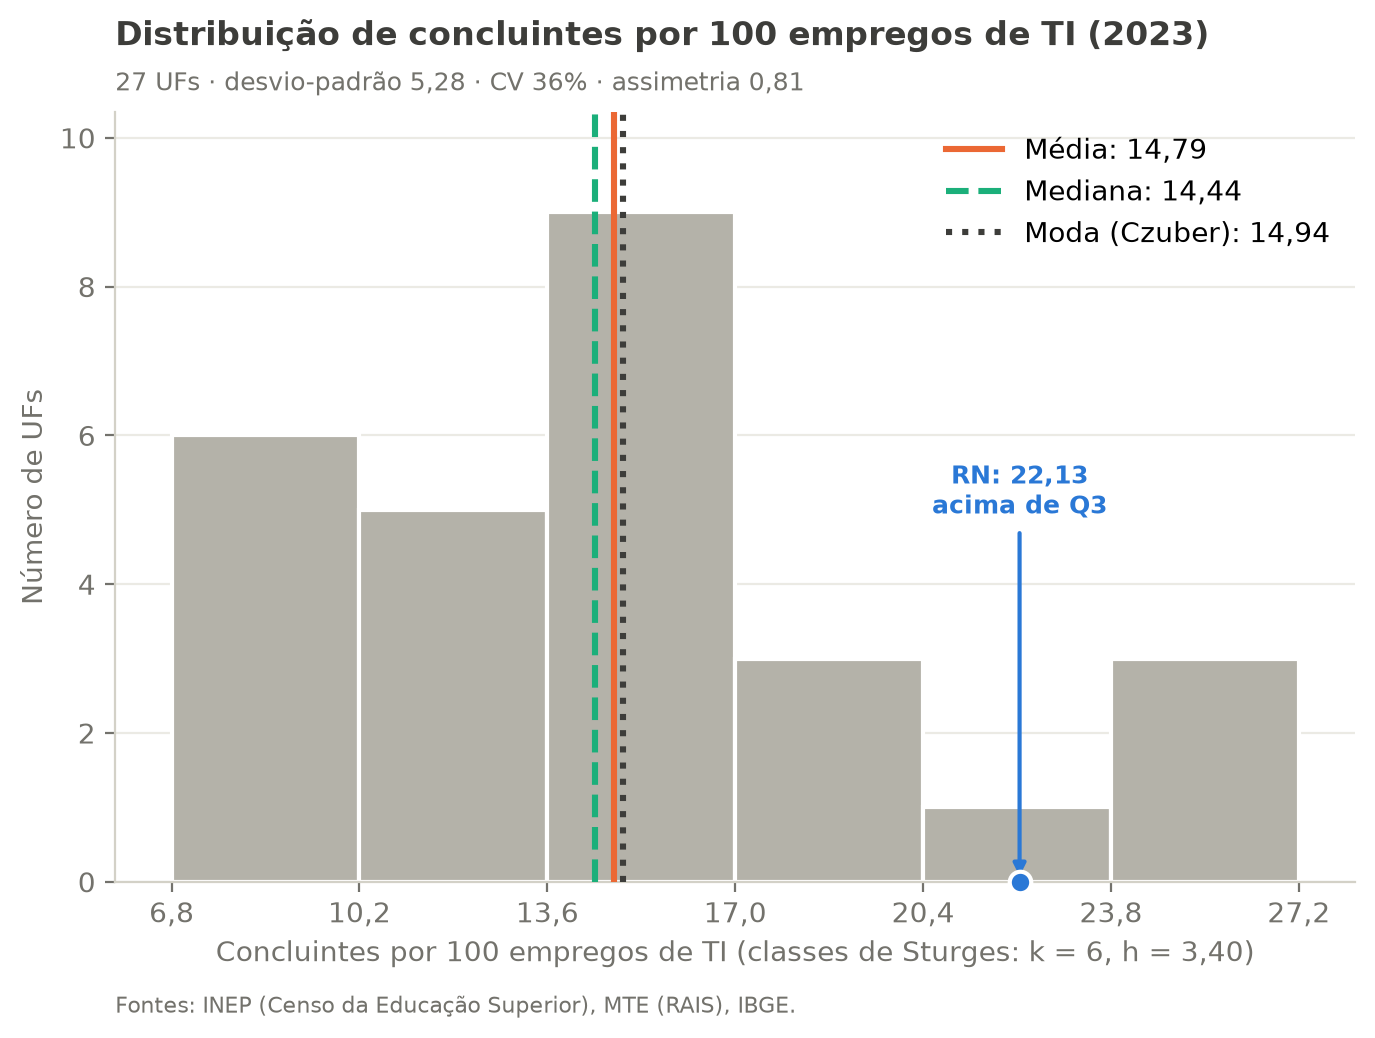 Distribuição de concluintes por 100 empregos de TI (2023)
27 UFs · desvio-padrão 5,28 · CV 36% · assimetria 0,81
Média: 14,79
Mediana: 14,44
Moda (Czuber): 14,94
RN: 22,13
acima de Q3
Número de UFs
10
8
6
4
2
0
6,8 10,2 13,6 17,0 20,4 23,8 27,2
Concluintes por 100 empregos de TI (classes de Sturges: k = 6, h = 3,40)
Fontes: INEP (Censo da Educação Superior), MTE (RAIS), IBGE.